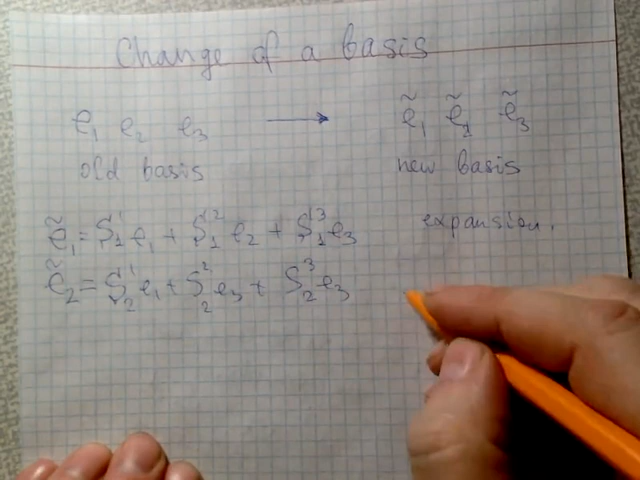 Change of a basis
e₁ e₂ e₃ → ẽ₁ ẽ₂ ẽ₃
old basis new basis
ẽ₁ = S₁¹e₁ + S₁²e₂ + S₁³e₃ expansion.
ẽ₂ = S₂¹e₁ + S₂²e₃ + S₂³e₃